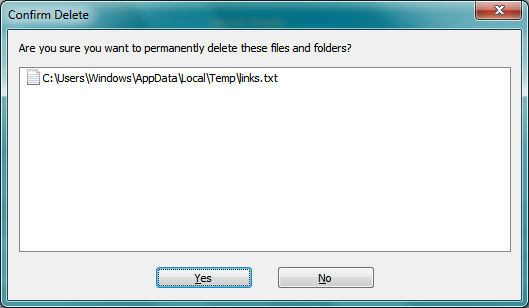 Confirm Delete
Are you sure you want to permanently delete these files and folders?
C:\Users\Windows\AppData\Local\Temp\links.txt
Yes
No